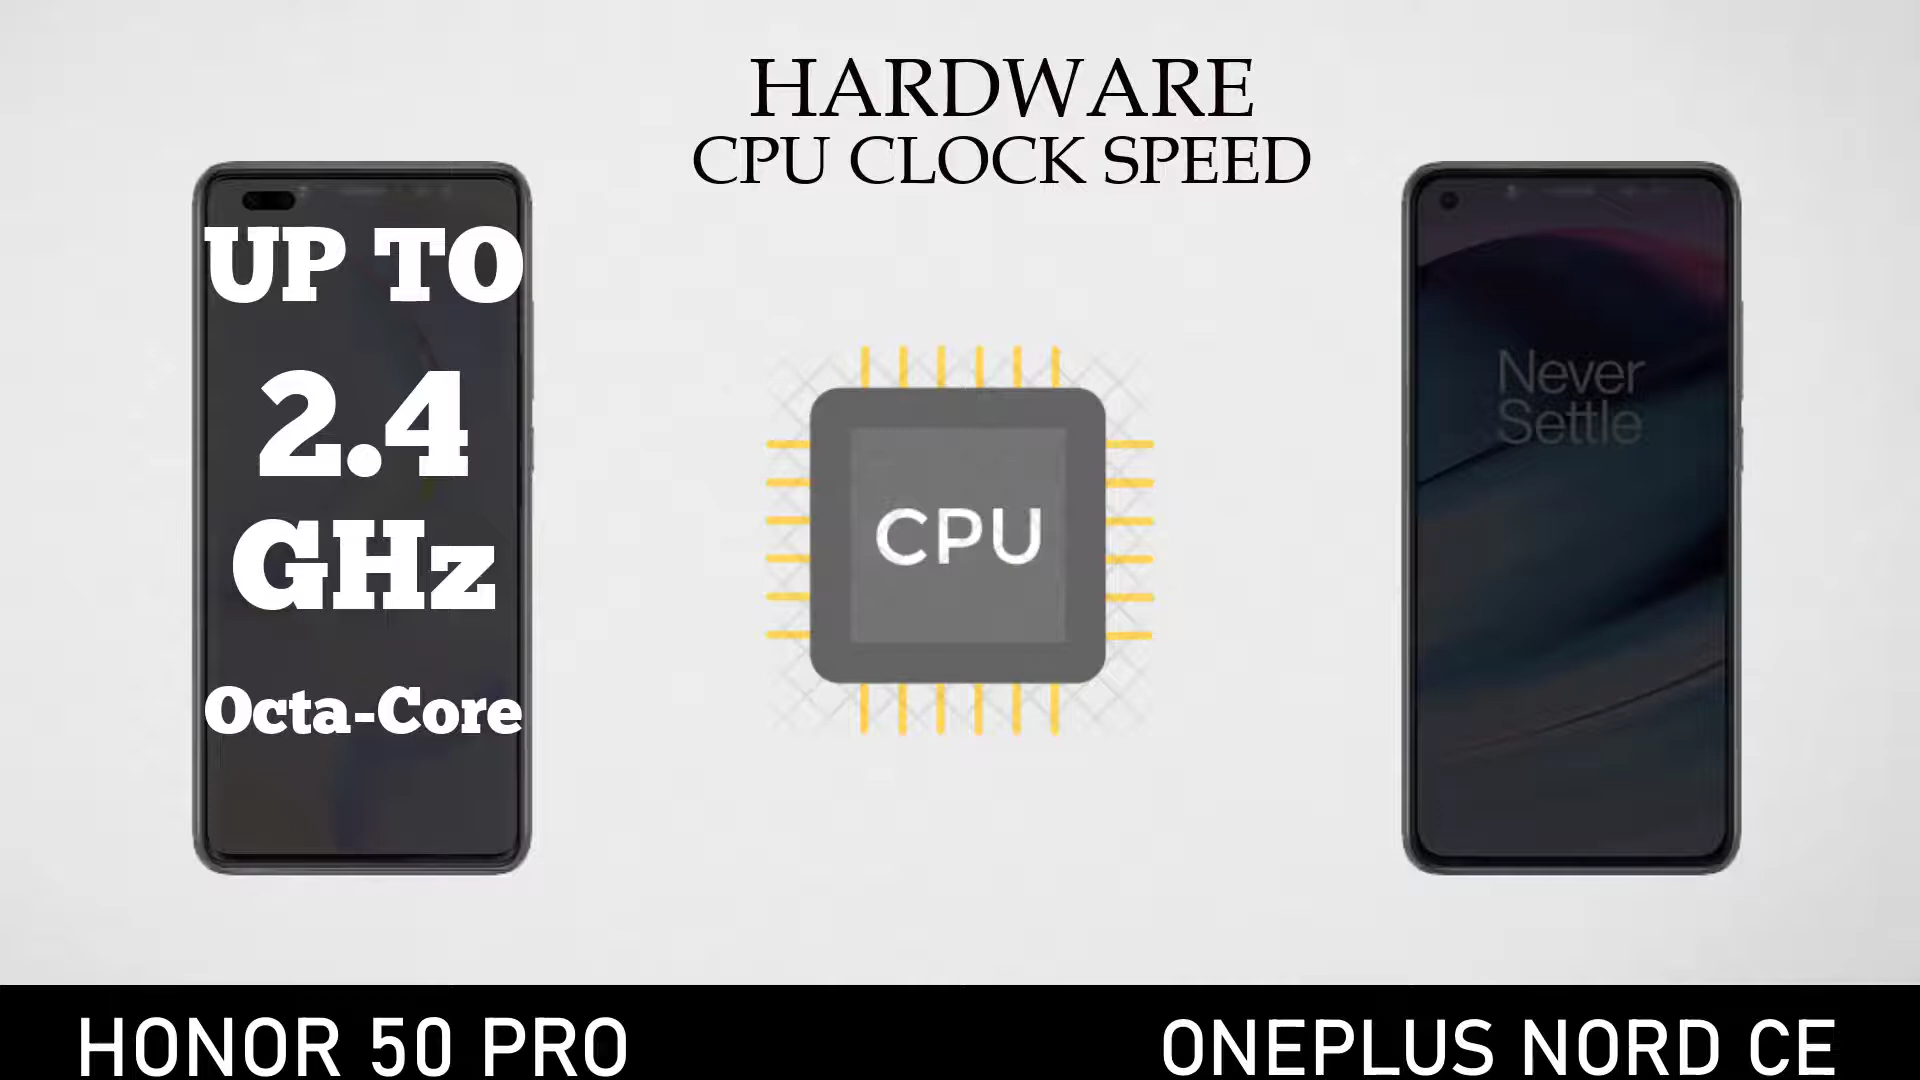 HARDWARE
CPU CLOCK SPEED
UP TO
2.4
GHz
Octa-Core
CPU
Never
Settle
HONOR 50 PRO
ONEPLUS NORD CE